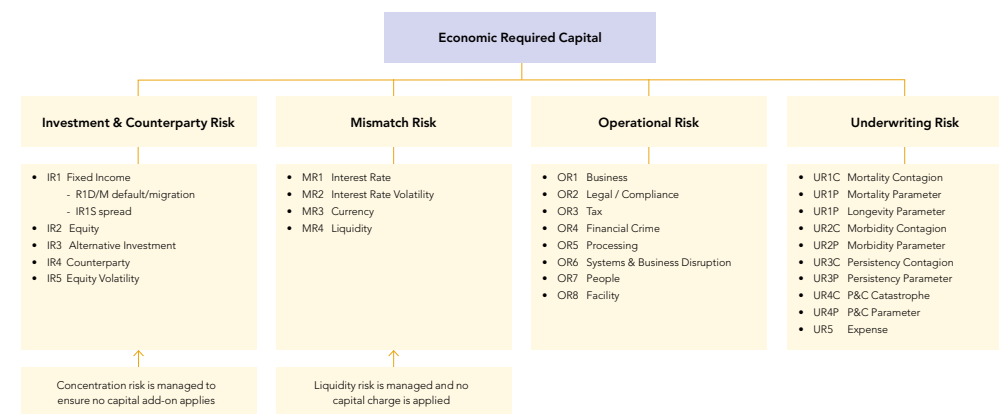 Economic Required Capital
Investment & Counterparty Risk
• IR1 Fixed Income
- R1D/M default/migration
- IR1S spread
• IR2 Equity
• IR3 Alternative Investment
• IR4 Counterparty
• IR5 Equity Volatility
Concentration risk is managed to
ensure no capital add-on applies
Mismatch Risk
• MR1 Interest Rate
• MR2 Interest Rate Volatility
• MR3 Currency
• MR4 Liquidity
Liquidity risk is managed and no
capital charge is applied
Operational Risk
• OR1 Business
• OR2 Legal / Compliance
• OR3 Tax
• OR4 Financial Crime
• OR5 Processing
• OR6 Systems & Business Disruption
• OR7 People
• OR8 Facility
Underwriting Risk
• UR1C Mortality Contagion
• UR1P Mortality Parameter
• UR1P Longevity Parameter
• UR2C Morbidity Contagion
• UR2P Morbidity Parameter
• UR3C Persistency Contagion
• UR3P Persistency Parameter
• UR4C P&C Catastrophe
• UR4P P&C Parameter
• UR5 Expense